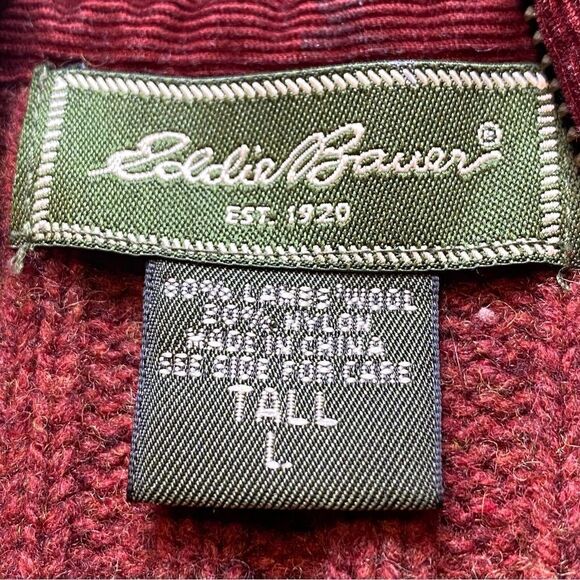 Eddie Bauer®
EST. 1920
80% LAMBS WOOL
20% NYLON
MADE IN CHINA
SEE SIDE FOR CARE
TALL
L